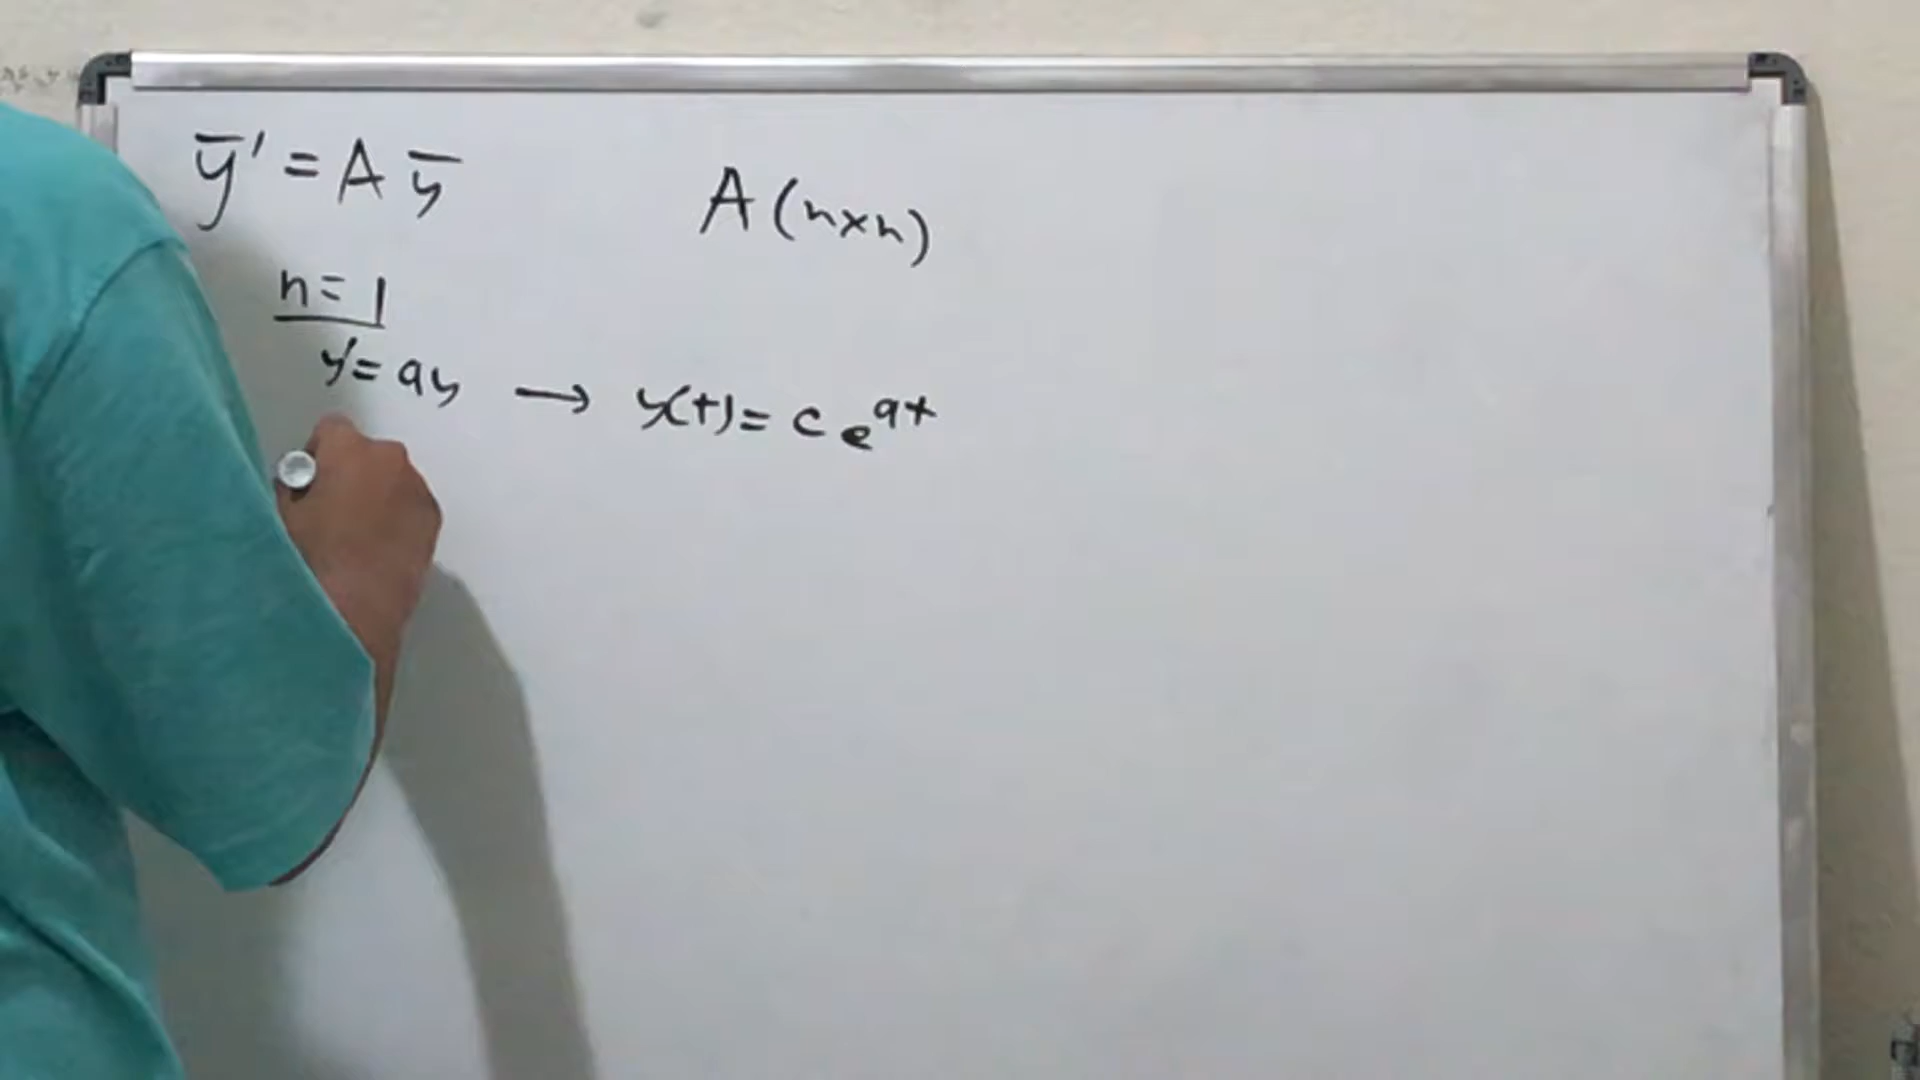 ȳ' = A ȳ
A (n×n)
n = 1
y' = ay → y(t) = c e^{at}